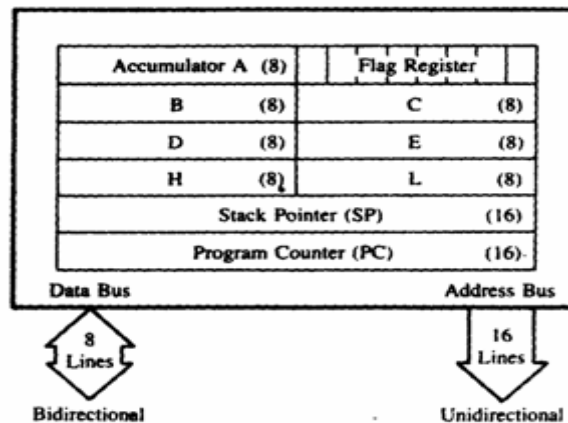 Accumulator A (8) Flag Register
B (8) C (8)
D (8) E (8)
H (8) L (8)
Stack Pointer (SP) (16)
Program Counter (PC) (16)
Data Bus Address Bus
8 Lines 16 Lines
Bidirectional Unidirectional